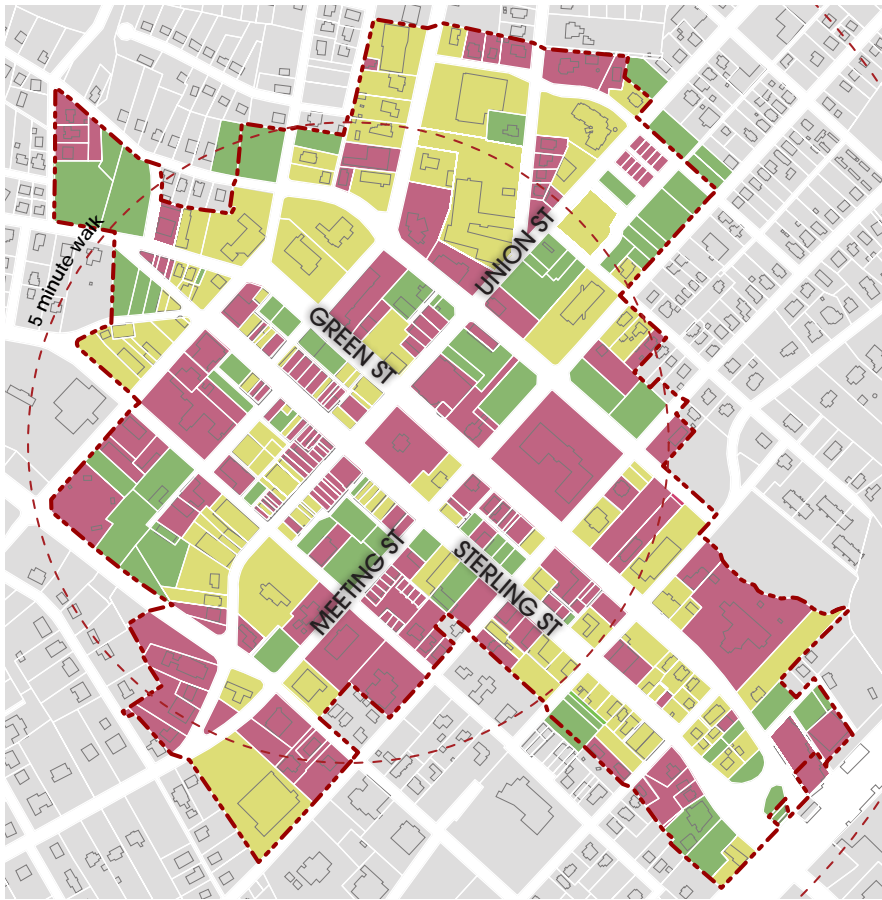 UNION ST
5 minute walk
GREEN ST
MEETING ST
STERLING ST